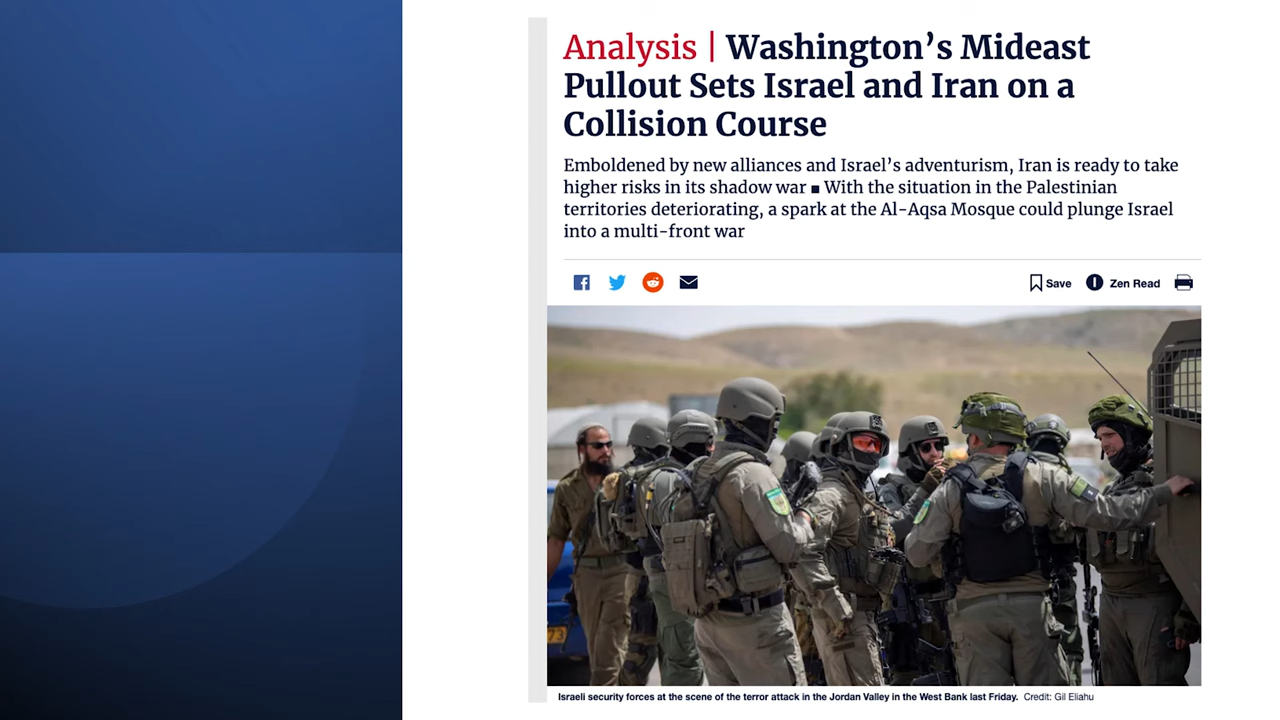 Analysis | Washington’s Mideast
Pullout Sets Israel and Iran on a
Collision Course
Emboldened by new alliances and Israel’s adventurism, Iran is ready to take
higher risks in its shadow war ■ With the situation in the Palestinian
territories deteriorating, a spark at the Al-Aqsa Mosque could plunge Israel
into a multi-front war
Save Zen Read
Israeli security forces at the scene of the terror attack in the Jordan Valley in the West Bank last Friday. Credit: Gil Eliahu